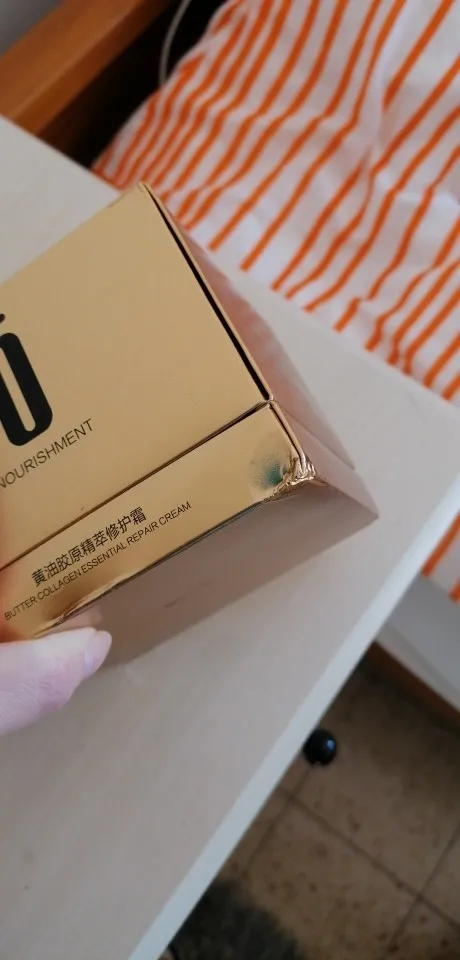 NOURISHMENT
黄油胶原精萃修护霜
BUTTER COLLAGEN ESSENTIAL REPAIR CREAM